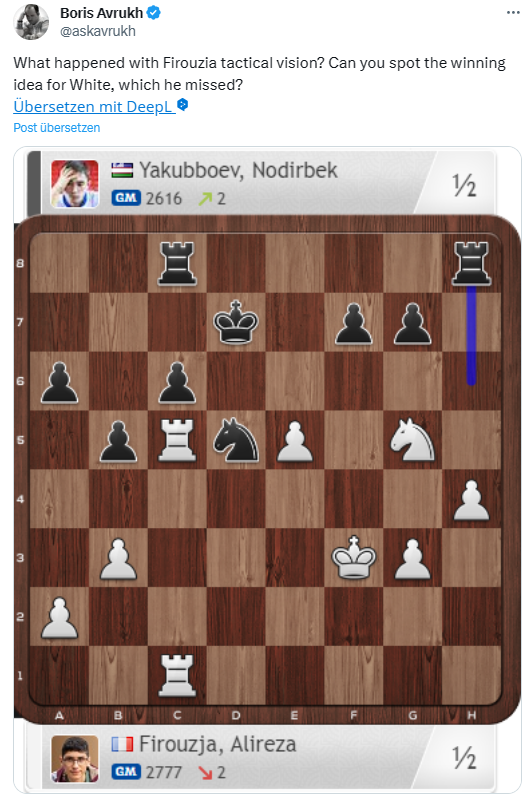 Boris Avrukh
@askavrukh
What happened with Firouzia tactical vision? Can you spot the winning
idea for White, which he missed?
Übersetzen mit DeepL
Post übersetzen
Yakubboev, Nodirbek
GM 2616 2
½
8
7
6
5
4
3
2
1
A B C D E F G H
Firouzja, Alireza
GM 2777 2
½